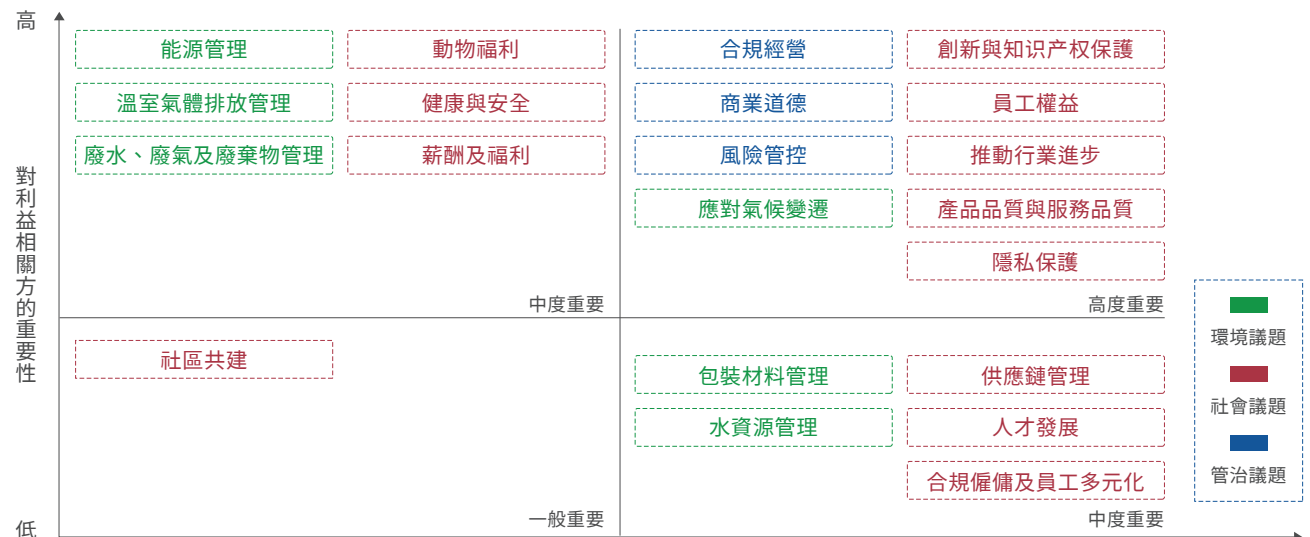 高
能源管理
動物福利
合規經營
創新與知识产权保護
溫室氣體排放管理
健康與安全
商業道德
員工權益
廢水、廢氣及廢棄物管理
薪酬及福利
風險管控
推動行業進步
應對氣候變遷
產品品質與服務品質
隱私保護
中度重要
高度重要
對利益相關方的重要性
社區共建
包裝材料管理
供應鏈管理
水資源管理
人才發展
合規僱傭及員工多元化
一般重要
中度重要
低
環境議題
社會議題
管治議題